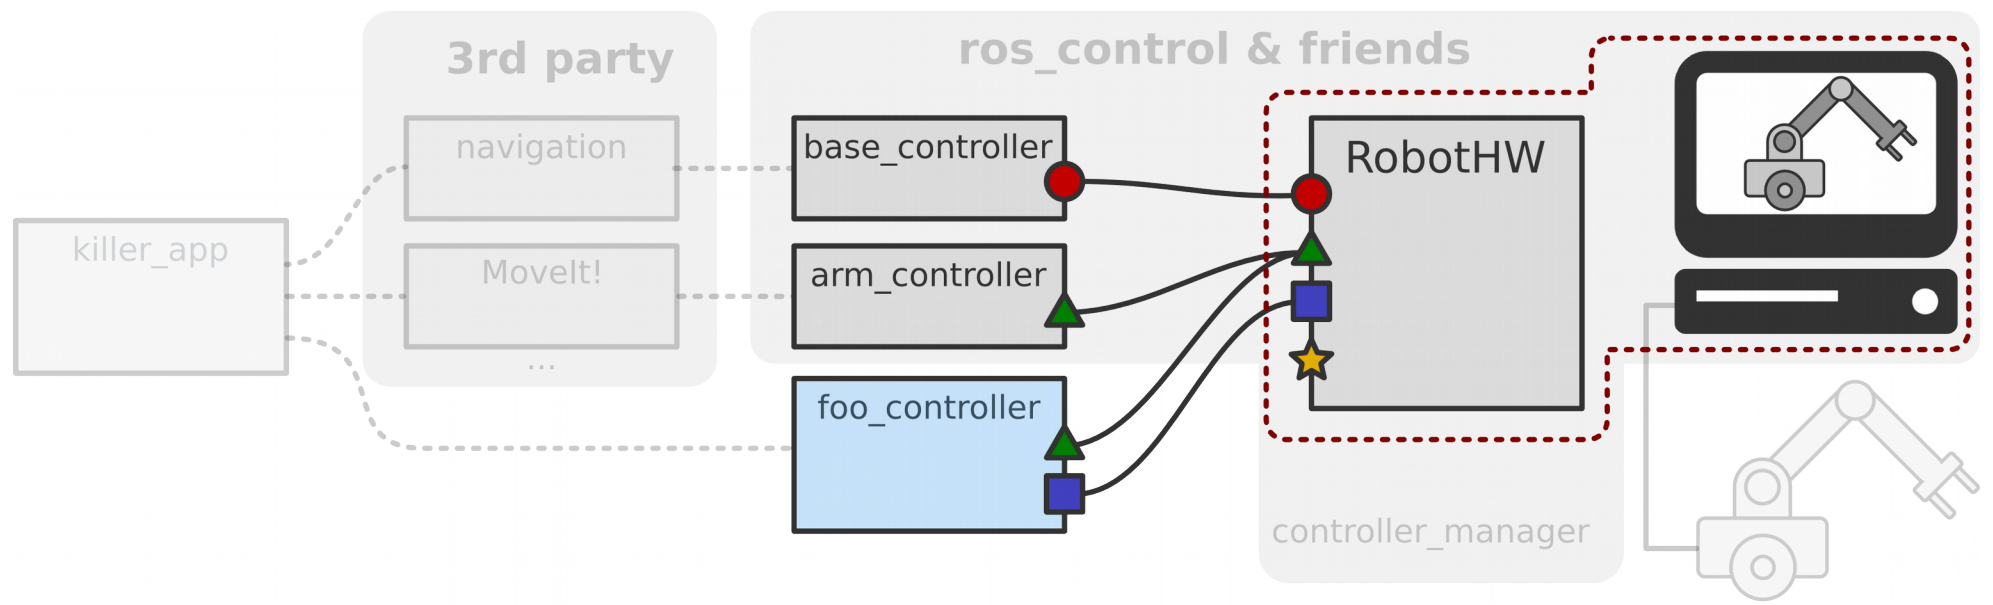 3rd party
ros_control & friends
navigation
base_controller
RobotHW
killer_app
MoveIt!
arm_controller
...
foo_controller
controller_manager